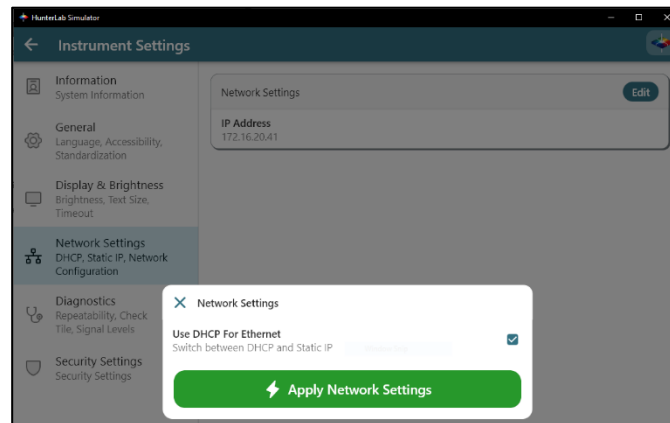 HunterLab Simulator
Instrument Settings
Information
System Information
General
Language, Accessibility,
Standardization
Display & Brightness
Brightness, Text Size,
Timeout
Network Settings
DHCP, Static IP, Network
Configuration
Diagnostics
Repeatability, Check
Tile, Signal Levels
Security Settings
Security Settings
Network Settings
Edit
IP Address
172.16.20.41
Network Settings
Use DHCP For Ethernet
Switch between DHCP and Static IP
Apply Network Settings